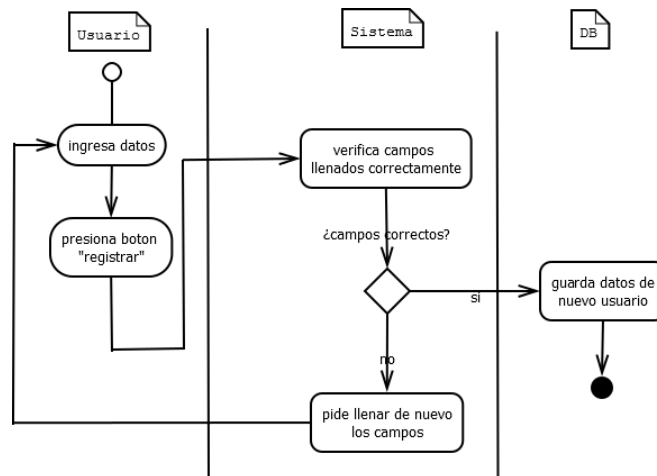 Usuario
Sistema
DB
ingresa datos
verifica campos
llenados correctamente
presiona boton
"registrar"
¿campos correctos?
si
guarda datos de
nuevo usuario
no
pide llenar de nuevo
los campos